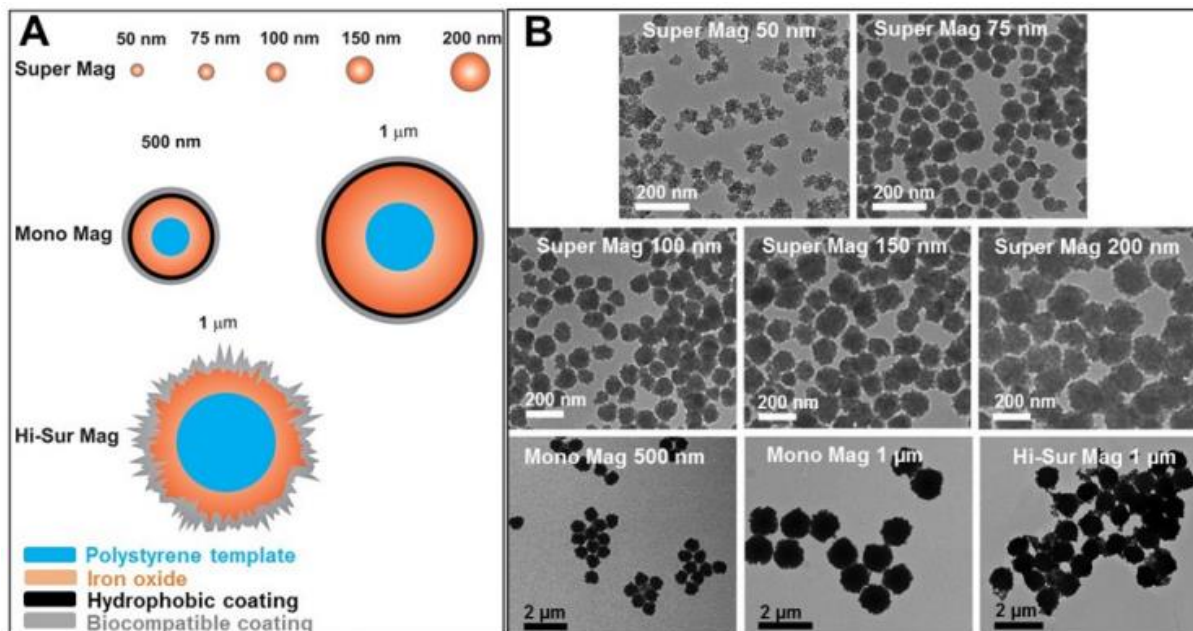 A
50 nm 75 nm 100 nm 150 nm 200 nm
Super Mag
500 nm
1 μm
Mono Mag
1 μm
Hi-Sur Mag
Polystyrene template
Iron oxide
Hydrophobic coating
Biocompatible coating
B
Super Mag 50 nm
200 nm
Super Mag 75 nm
200 nm
Super Mag 100 nm
200 nm
Super Mag 150 nm
200 nm
Super Mag 200 nm
200 nm
Mono Mag 500 nm
2 μm
Mono Mag 1 μm
2 μm
Hi-Sur Mag 1 μm
2 μm